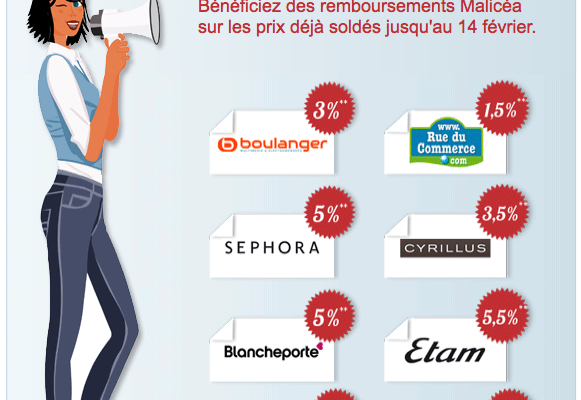 Bénéficiez des remboursements Malicéa
sur les prix déjà soldés jusqu'au 14 février.
3%**
1,5%**
boulanger
www.
Rue du
Commerce
.com
5%**
3,5%**
SEPHORA
CYRILLUS
5%**
5,5%**
Blancheporte
Etam